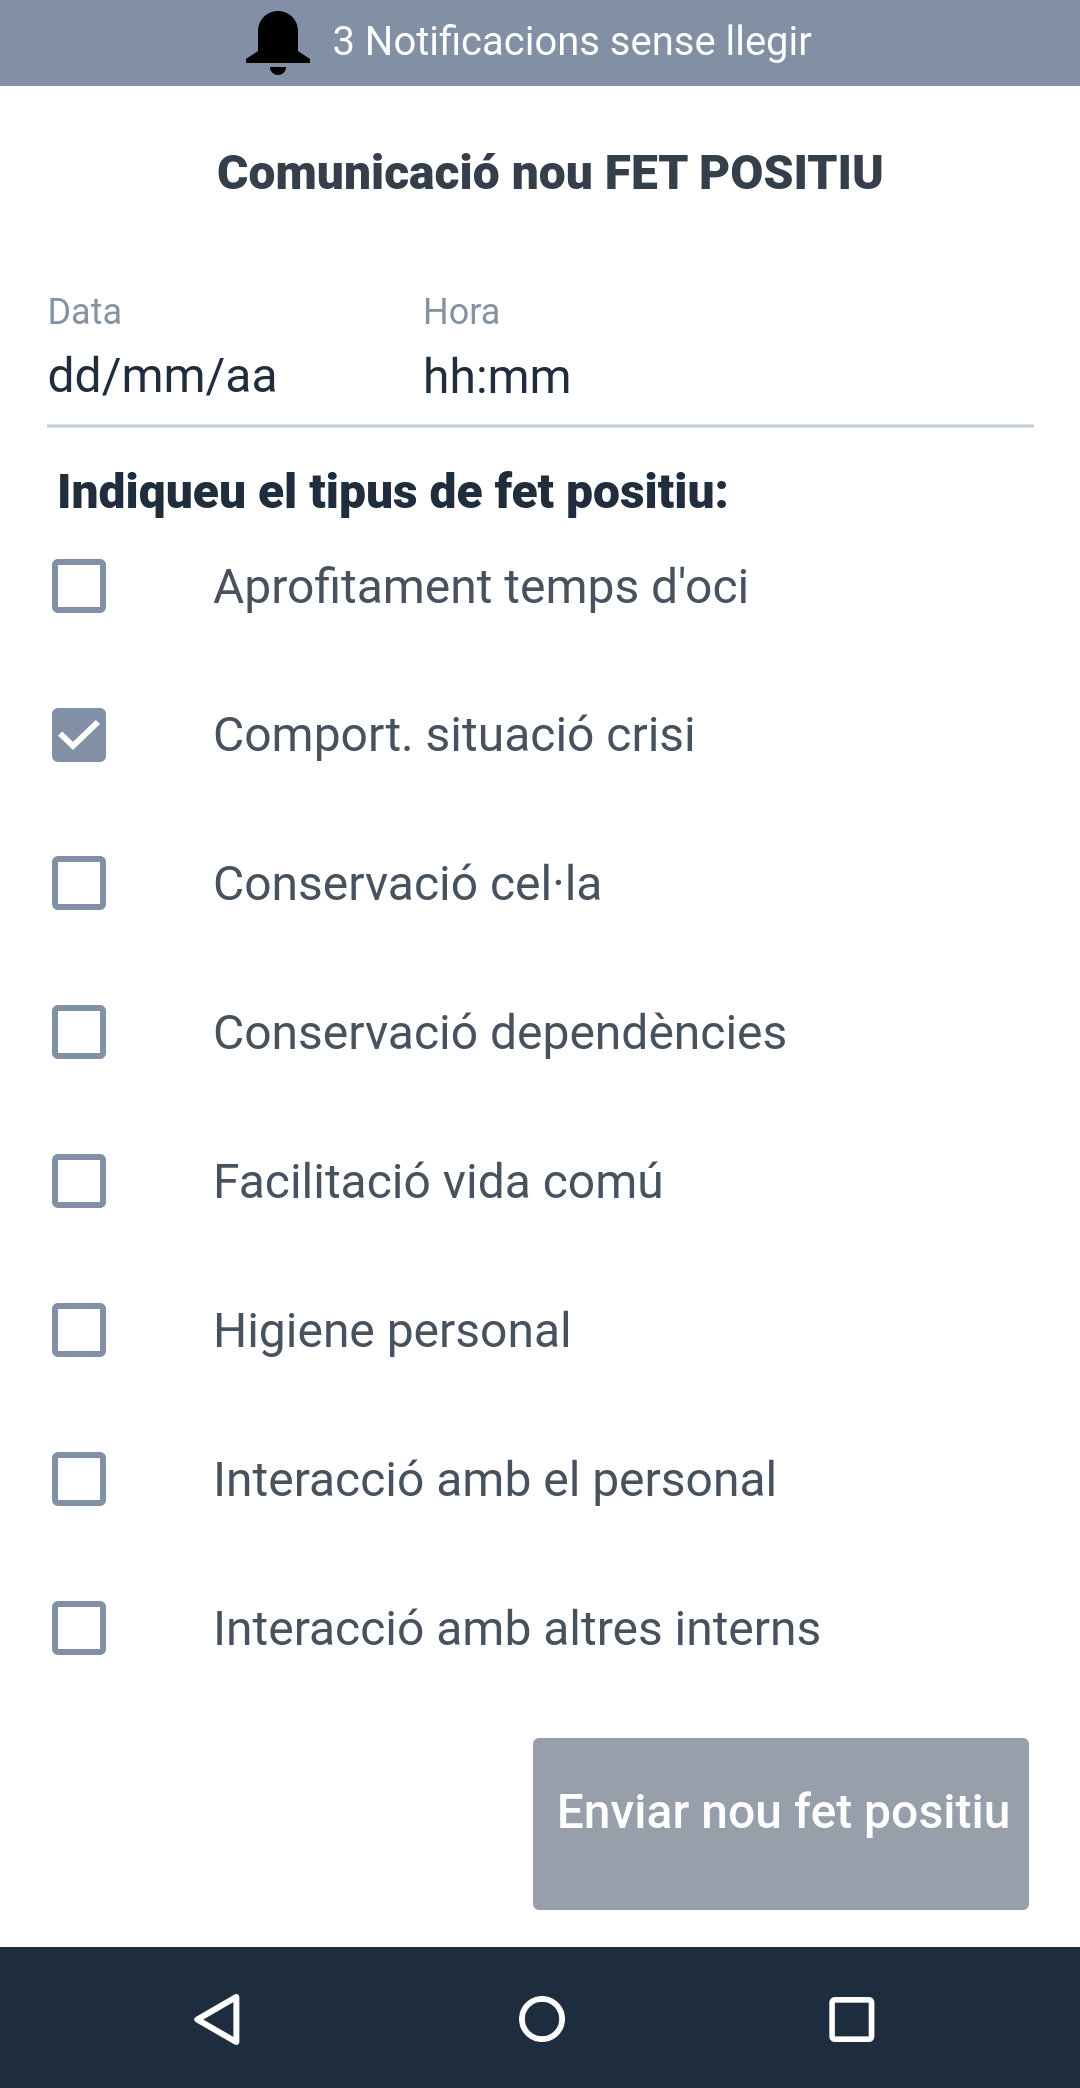 3 Notificacions sense llegir
Comunicació nou FET POSITIU
Data Hora
dd/mm/aa hh:mm
Indiqueu el tipus de fet positiu:
Aprofitament temps d'oci
Comport. situació crisi
Conservació cel·la
Conservació dependències
Facilitació vida comú
Higiene personal
Interacció amb el personal
Interacció amb altres interns
Enviar nou fet positiu